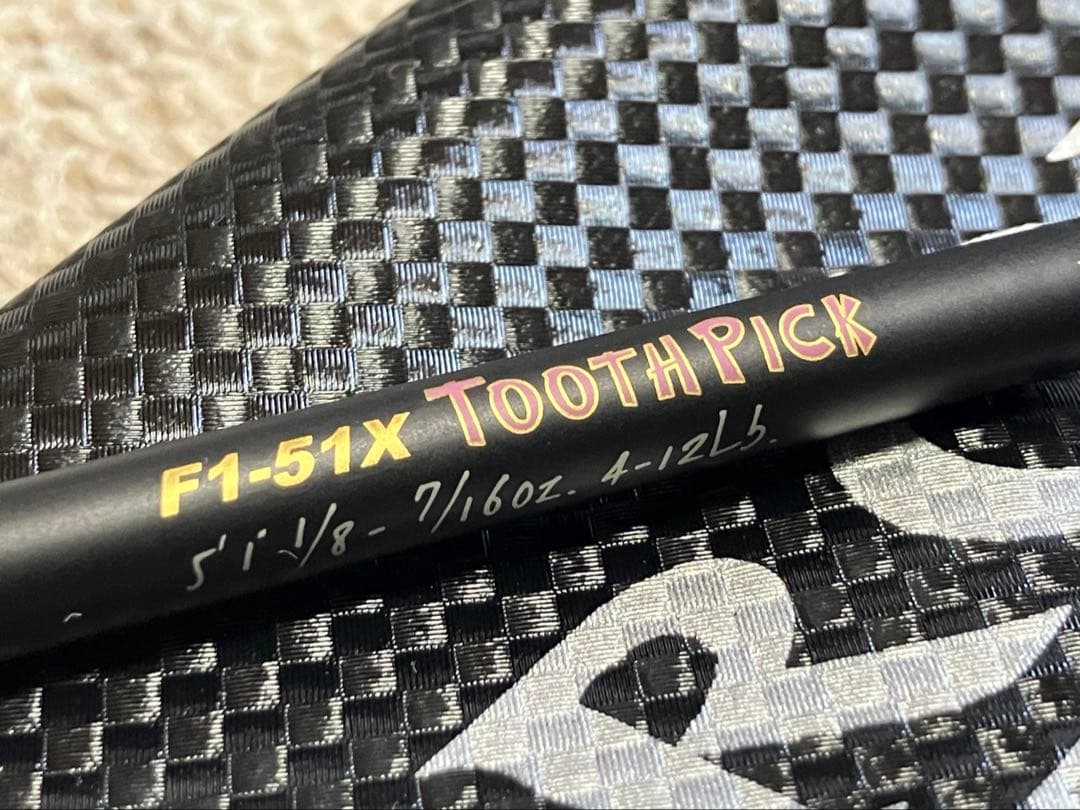 F1-51X TOOTHPICK
5' 1" 1/8 - 7/16oz. 4-12Lb.